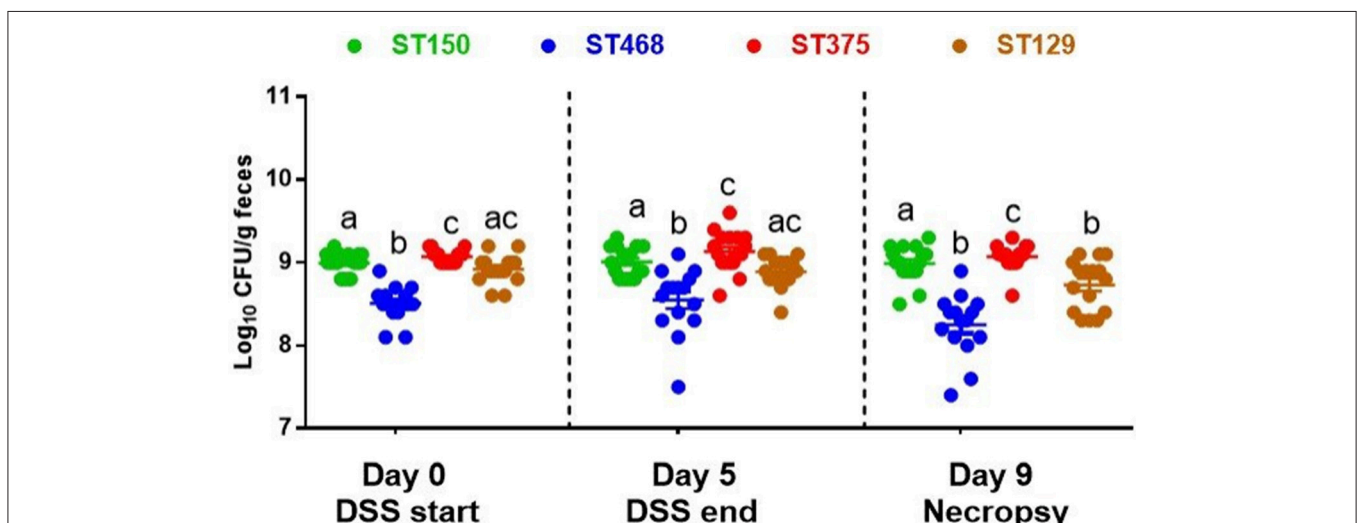 ST150 ST468 ST375 ST129
11
10
9
8
7
Log10 CFU/g feces
a b c ac
a b c ac
a b c b
Day 0 Day 5 Day 9
DSS start DSS end Necropsy